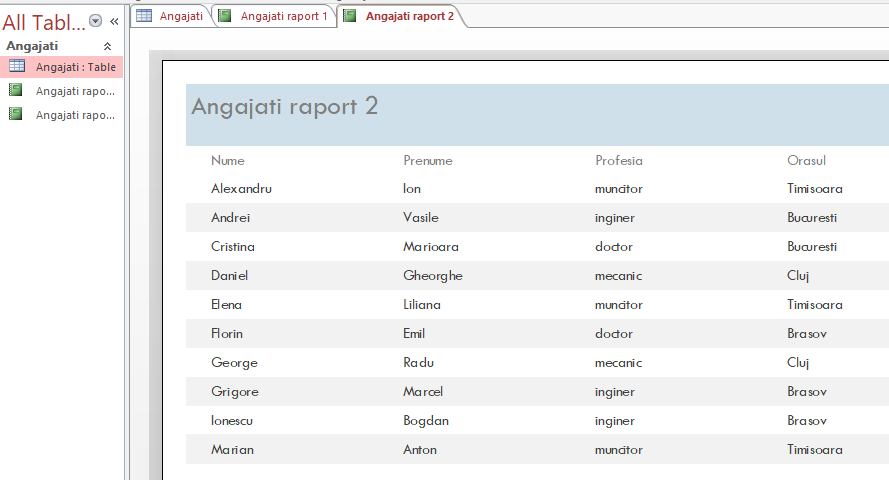 All Tabl... «
Angajati
Angajati : Table
Angajati rapo...
Angajati rapo...
Angajati Angajati raport 1 Angajati raport 2
Angajati raport 2
Nume Prenume Profesia Orasul
Alexandru Ion muncitor Timisoara
Andrei Vasile inginer Bucuresti
Cristina Marioara doctor Bucuresti
Daniel Gheorghe mecanic Cluj
Elena Liliana muncitor Timisoara
Florin Emil doctor Brasov
George Radu mecanic Cluj
Grigore Marcel inginer Brasov
Ionescu Bogdan inginer Brasov
Marian Anton muncitor Timisoara